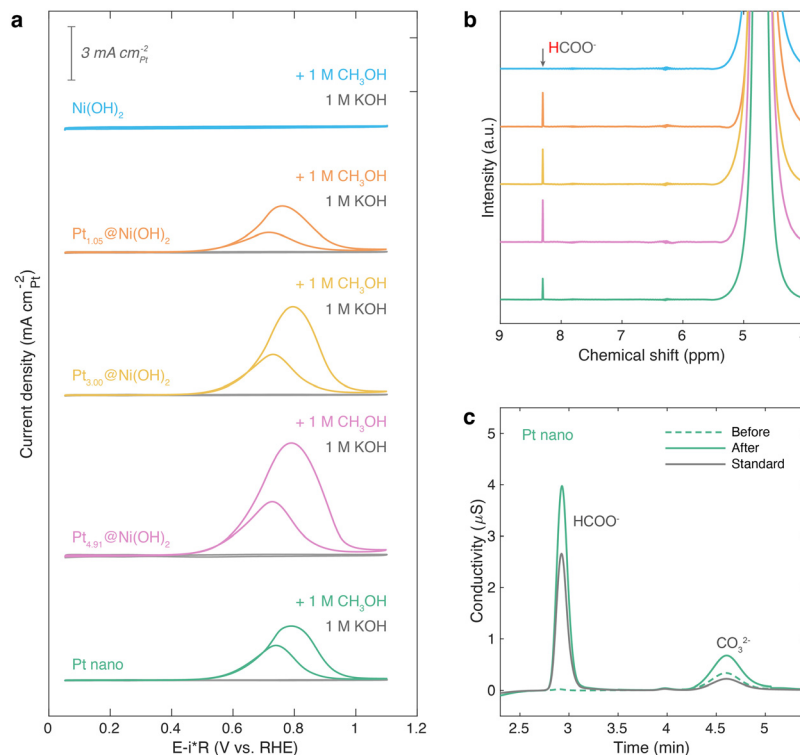 a
3 mA cm⁻²Pt
+ 1 M CH₃OH
1 M KOH
Ni(OH)₂
+ 1 M CH₃OH
1 M KOH
Pt₁.₀₅@Ni(OH)₂
+ 1 M CH₃OH
1 M KOH
Pt₃.₀₀@Ni(OH)₂
+ 1 M CH₃OH
1 M KOH
Pt₄.₉₁@Ni(OH)₂
+ 1 M CH₃OH
1 M KOH
Pt nano
Current density (mA cm⁻²Pt)
0 0.2 0.4 0.6 0.8 1 1.2
E-i*R (V vs. RHE)
b
HCOO⁻
Intensity (a.u.)
9 8 7 6 5
Chemical shift (ppm)
c
Pt nano
Before
After
Standard
HCOO⁻
CO₃²⁻
Conductivity (µS)
5
4
3
2
1
0
2.5 3 3.5 4 4.5 5
Time (min)